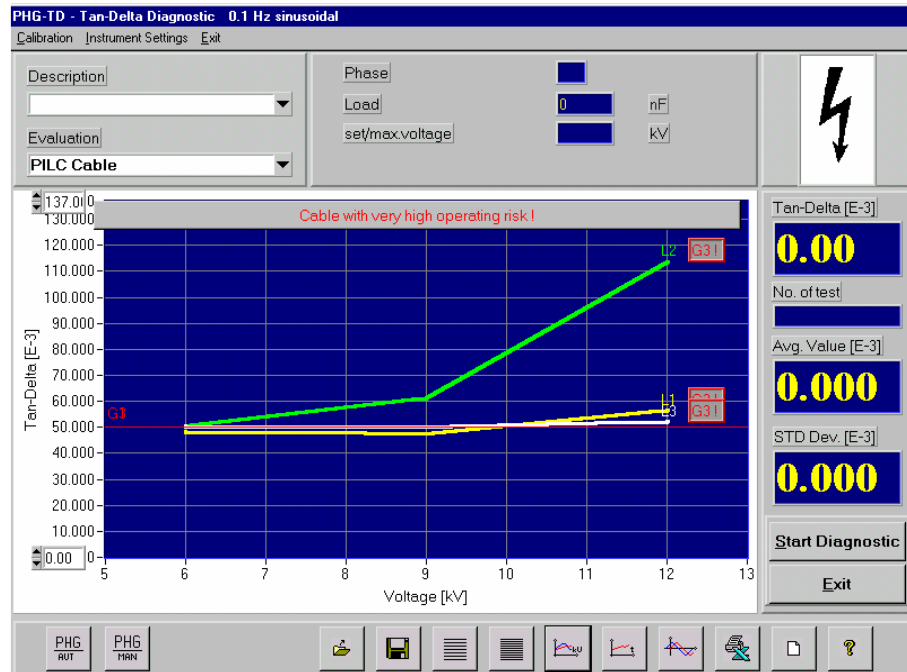 PHG-TD - Tan-Delta Diagnostic 0.1 Hz sinusoidal
Calibration Instrument Settings Exit
Description
Evaluation
PILC Cable
Phase
Load 0 nF
set/max.voltage kV
Cable with very high operating risk !
137.0 0
130.000
120.000
110.000
100.000
90.000
80.000
70.000
60.000
50.000
40.000
30.000
20.000
10.000
0.00 0
Tan-Delta [E-3]
L2 G3 !
L1 G3 !
L3 G3 !
5 6 7 8 9 10 11 12 13
Voltage [kV]
Tan-Delta [E-3]
0.00
No. of test
Avg. Value [E-3]
0.000
STD Dev. [E-3]
0.000
Start Diagnostic
Exit
PHG AUT
PHG MAN
kU
t
?